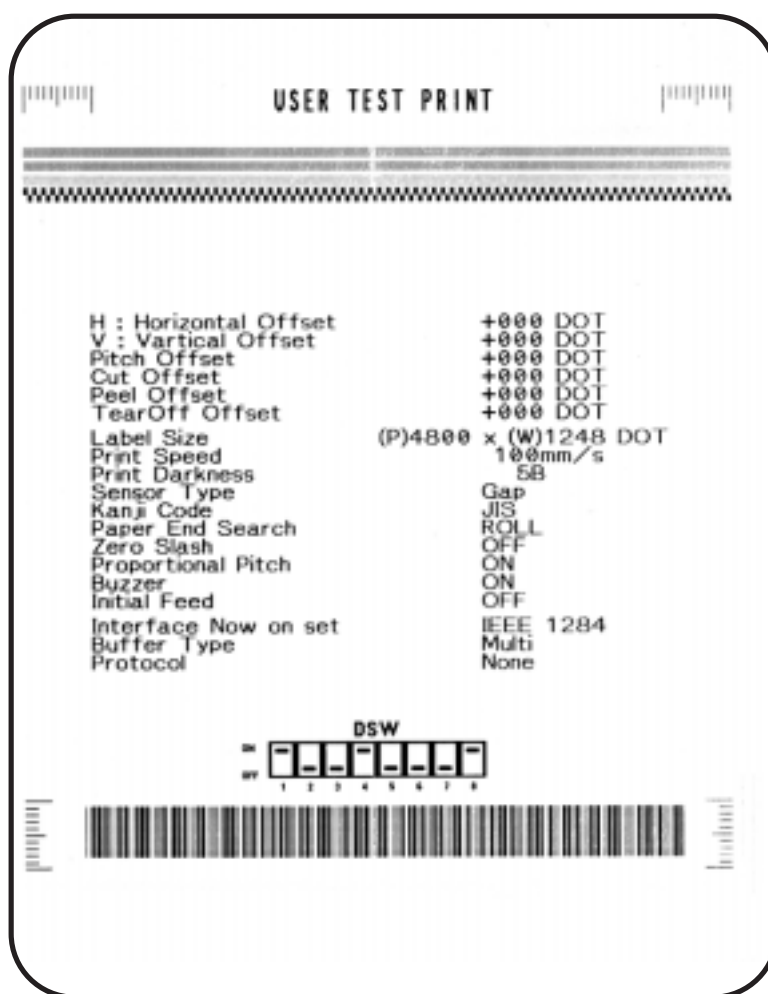 USER TEST PRINT
H : Horizontal Offset +000 DOT
V : Vartical Offset +000 DOT
Pitch Offset +000 DOT
Cut Offset +000 DOT
Peel Offset +000 DOT
TearOff Offset +000 DOT
Label Size (P)4800 x (W)1248 DOT
Print Speed 100mm/s
Print Darkness 5B
Sensor Type Gap
Kanji Code JIS
Paper End Search ROLL
Zero Slash OFF
Proportional Pitch ON
Buzzer ON
Initial Feed OFF
Interface Now on set IEEE 1284
Buffer Type Multi
Protocol None
DSW
ON
OFF
1 2 3 4 5 6 7 8